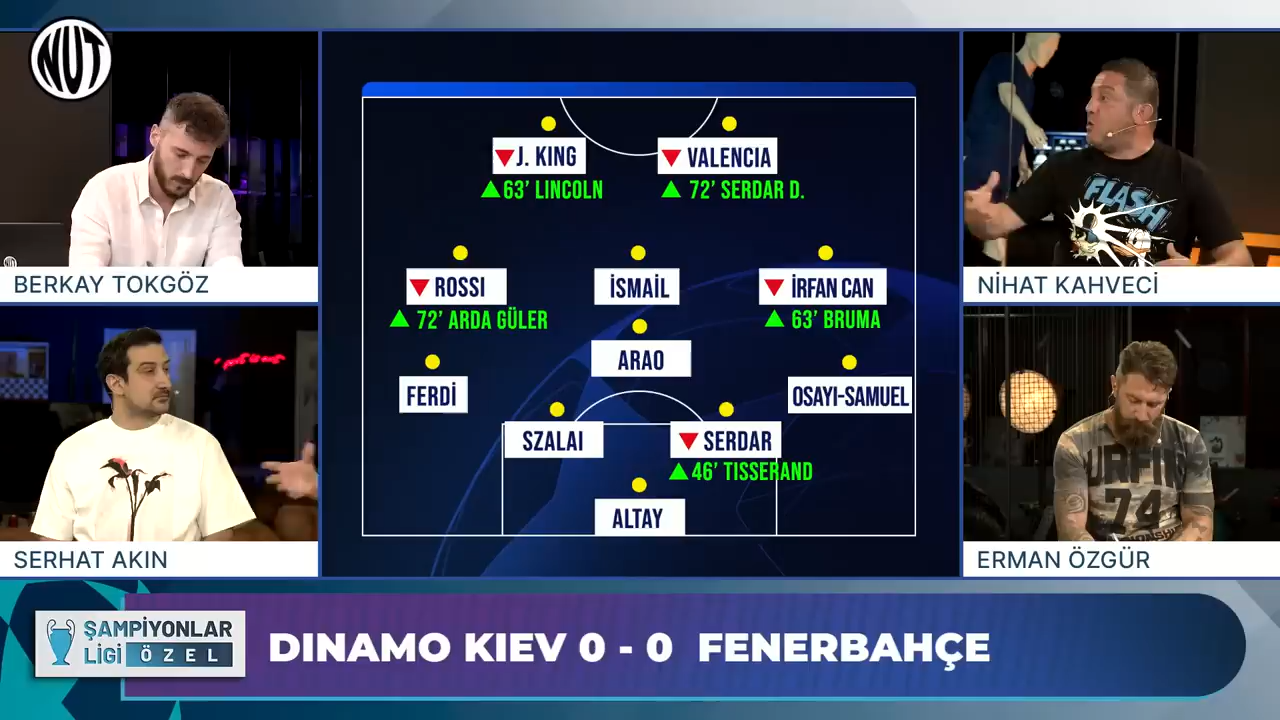 NUT
BERKAY TOKGÖZ
SERHAT AKIN
J. KING
63’ LINCOLN
VALENCIA
72’ SERDAR D.
ROSSI
72’ ARDA GÜLER
İSMAİL
İRFAN CAN
63’ BRUMA
ARAO
FERDİ
OSAYI-SAMUEL
SZALAI
SERDAR
46’ TISSERAND
ALTAY
FLASH
NİHAT KAHVECİ
74
ERMAN ÖZGÜR
ŞAMPİYONLAR
LİGİ ÖZEL
DINAMO KIEV 0 - 0 FENERBAHÇE